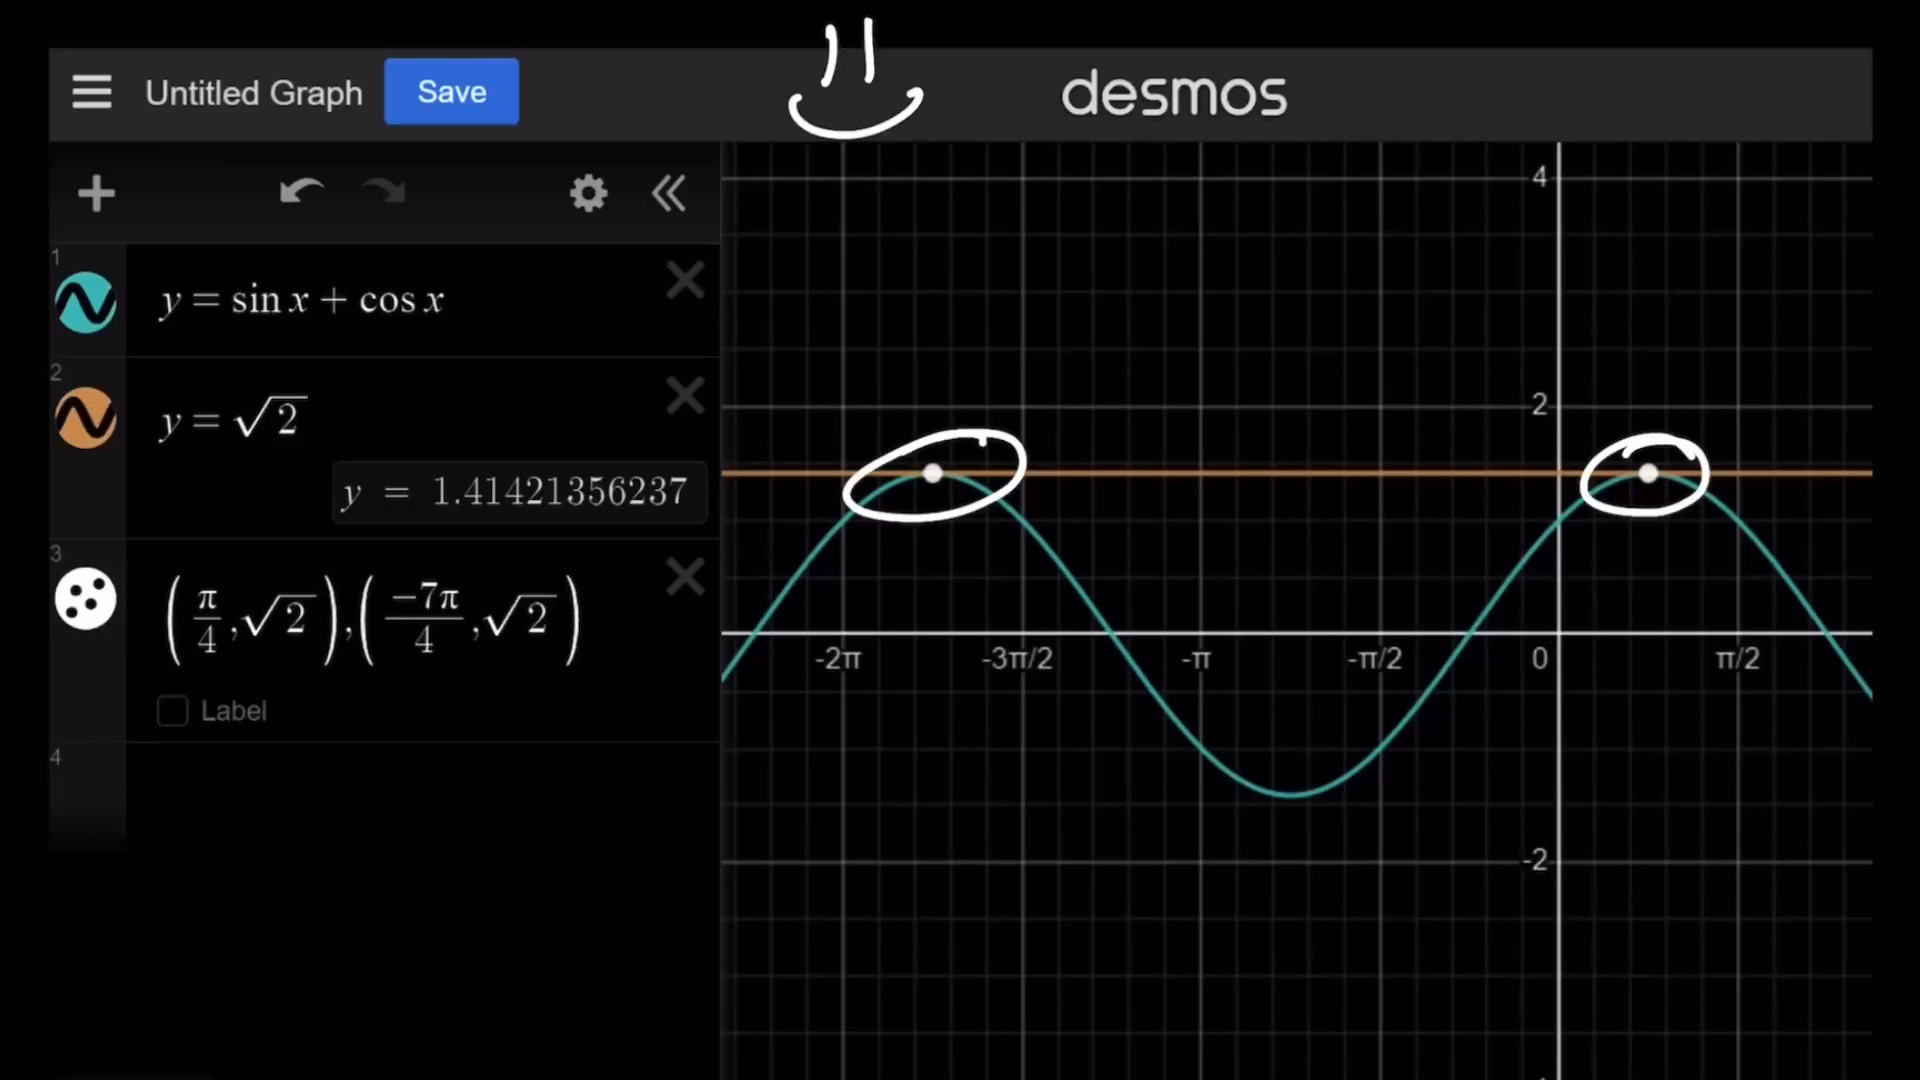 Untitled Graph Save desmos
1
y = sin x + cos x
2
y = √2
y = 1.41421356237
3
(π/4,√2),(-7π/4,√2)
Label
4
4
2
-2π -3π/2 -π -π/2 0 π/2
-2